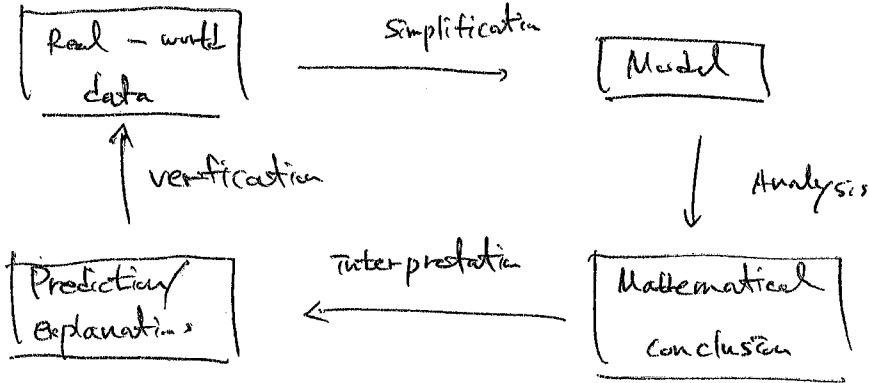 Real - world
data
Simplification
Model
Analysis
Mathematical
conclusion
interpretation
Prediction/
explanations
verification